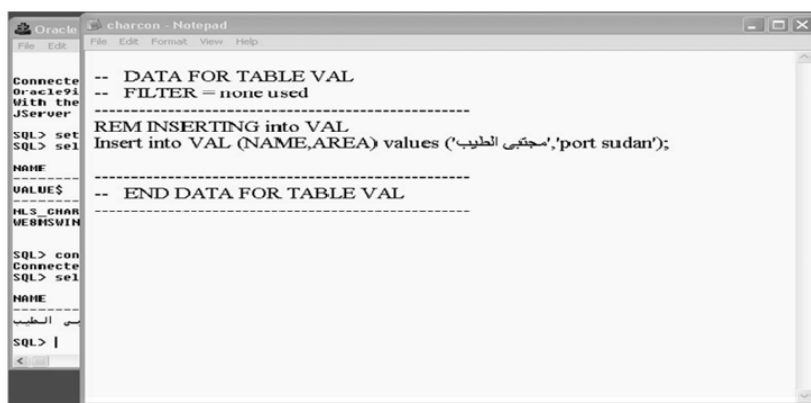 Oracle
File Edit
Connecte
Oracle9i
With the
JServer
SQL> set
SQL> sel
NAME
--------
VALUE$
--------
NLS_CHAR
WE8MSWIN
SQL> con
Connecte
SQL> sel
NAME
--------
ـى الطيب
SQL>
charcon - Notepad
File Edit Format View Help
-- DATA FOR TABLE VAL
-- FILTER = none used
---------------------------------------------------
REM INSERTING into VAL
Insert into VAL (NAME,AREA) values ('مجتبى الطيب','port sudan');
---------------------------------------------------
-- END DATA FOR TABLE VAL
---------------------------------------------------